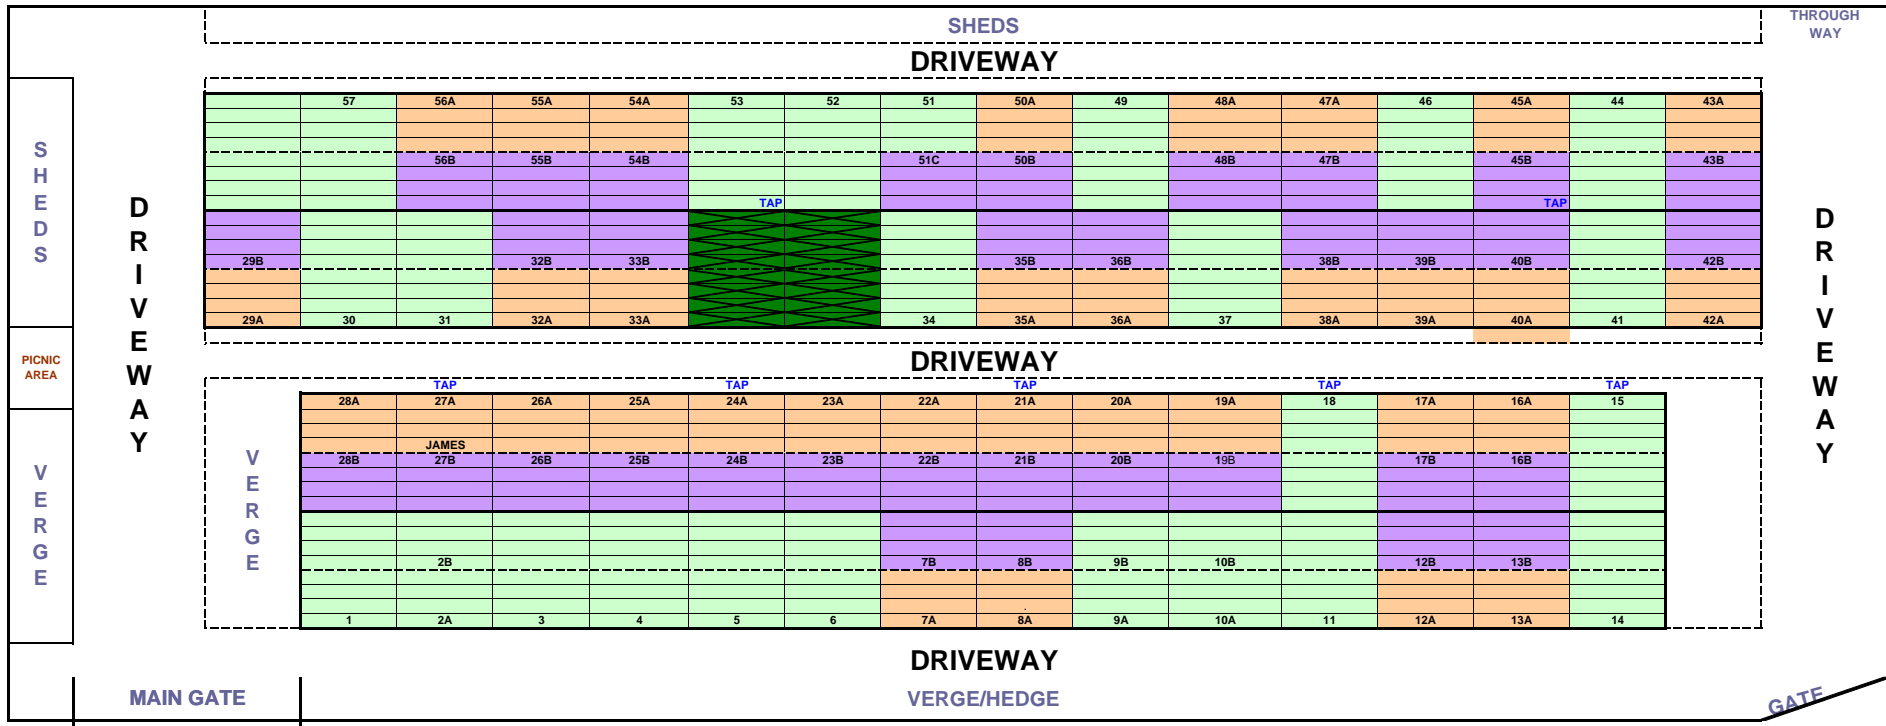 SHEDS
THROUGH
WAY
DRIVEWAY
57 56A 55A 54A 53 52 51 50A 49 48A 47A 46 45A 44 43A
56B 55B 54B 51C 50B 48B 47B 45B 43B
TAP TAP
29B 32B 33B 35B 36B 38B 39B 40B 42B
29A 30 31 32A 33A 34 35A 36A 37 38A 39A 40A 41 42A
SHEDS
DRIVEWAY
DRIVEWAY
PICNIC
AREA
DRIVEWAY
TAP TAP TAP TAP TAP
28A 27A 26A 25A 24A 23A 22A 21A 20A 19A 18 17A 16A 15
JAMES
28B 27B 26B 25B 24B 23B 22B 21B 20B 19B 17B 16B
VERGE
VERGE
2B 7B 8B 9B 10B 12B 13B
.
1 2A 3 4 5 6 7A 8A 9A 10A 11 12A 13A 14
DRIVEWAY
MAIN GATE
VERGE/HEDGE
GATE